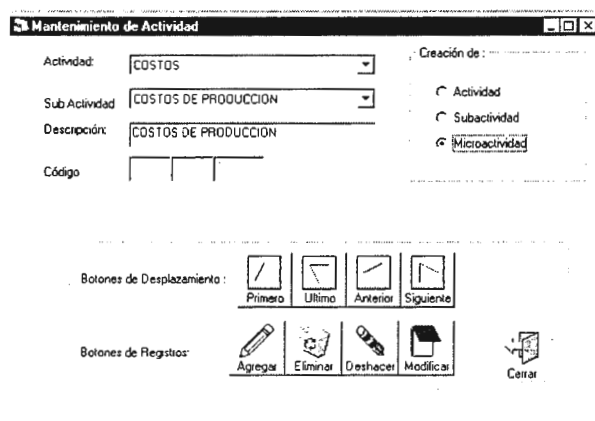 Mantenimiento de Actividad
Actividad: COSTOS
Sub Actividad COSTOS DE PRODUCCION
Descripción: COSTOS DE PRODUCCION
Código
Creación de :
Actividad
Subactividad
Microactividad
Botones de Desplazamiento :
Primero Ultimo Anterior Siguiente
Botones de Registros:
Agregar Eliminar Deshacer Modificar
Cerrar